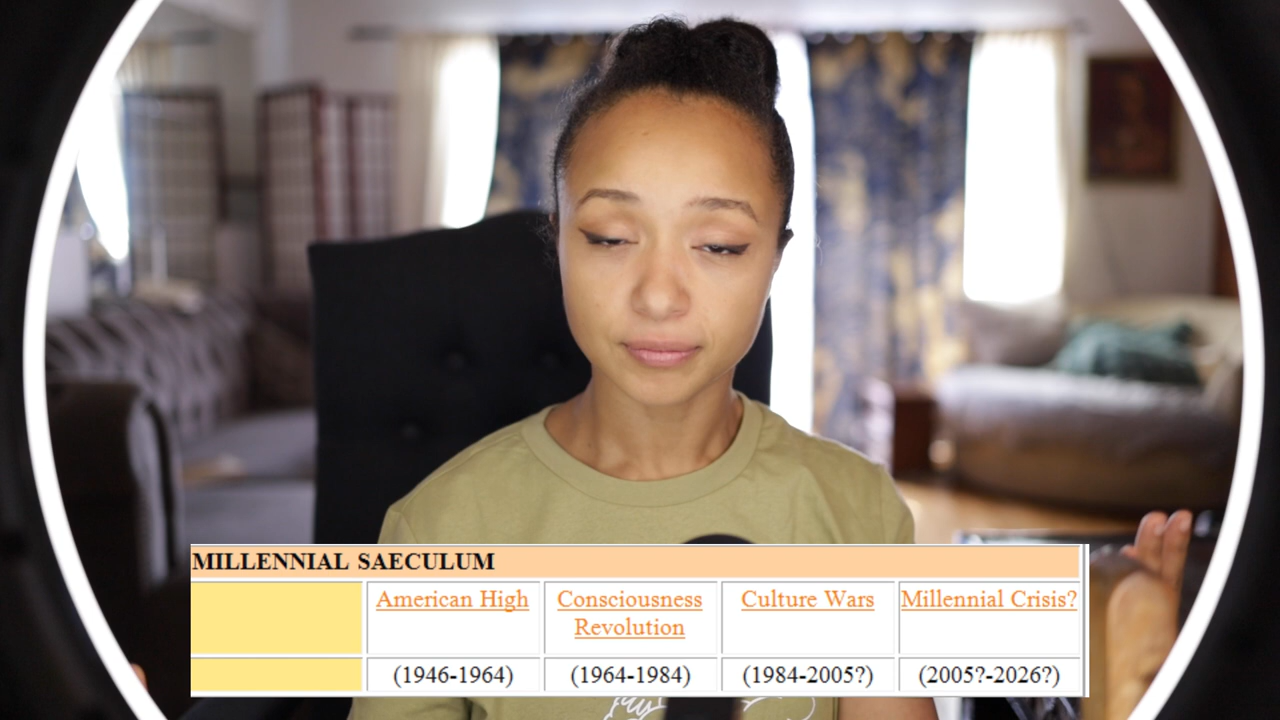 MILLENNIAL SAECULUM
American High
Consciousness
Revolution
Culture Wars
Millennial Crisis?
(1946-1964)
(1964-1984)
(1984-2005?)
(2005?-2026?)